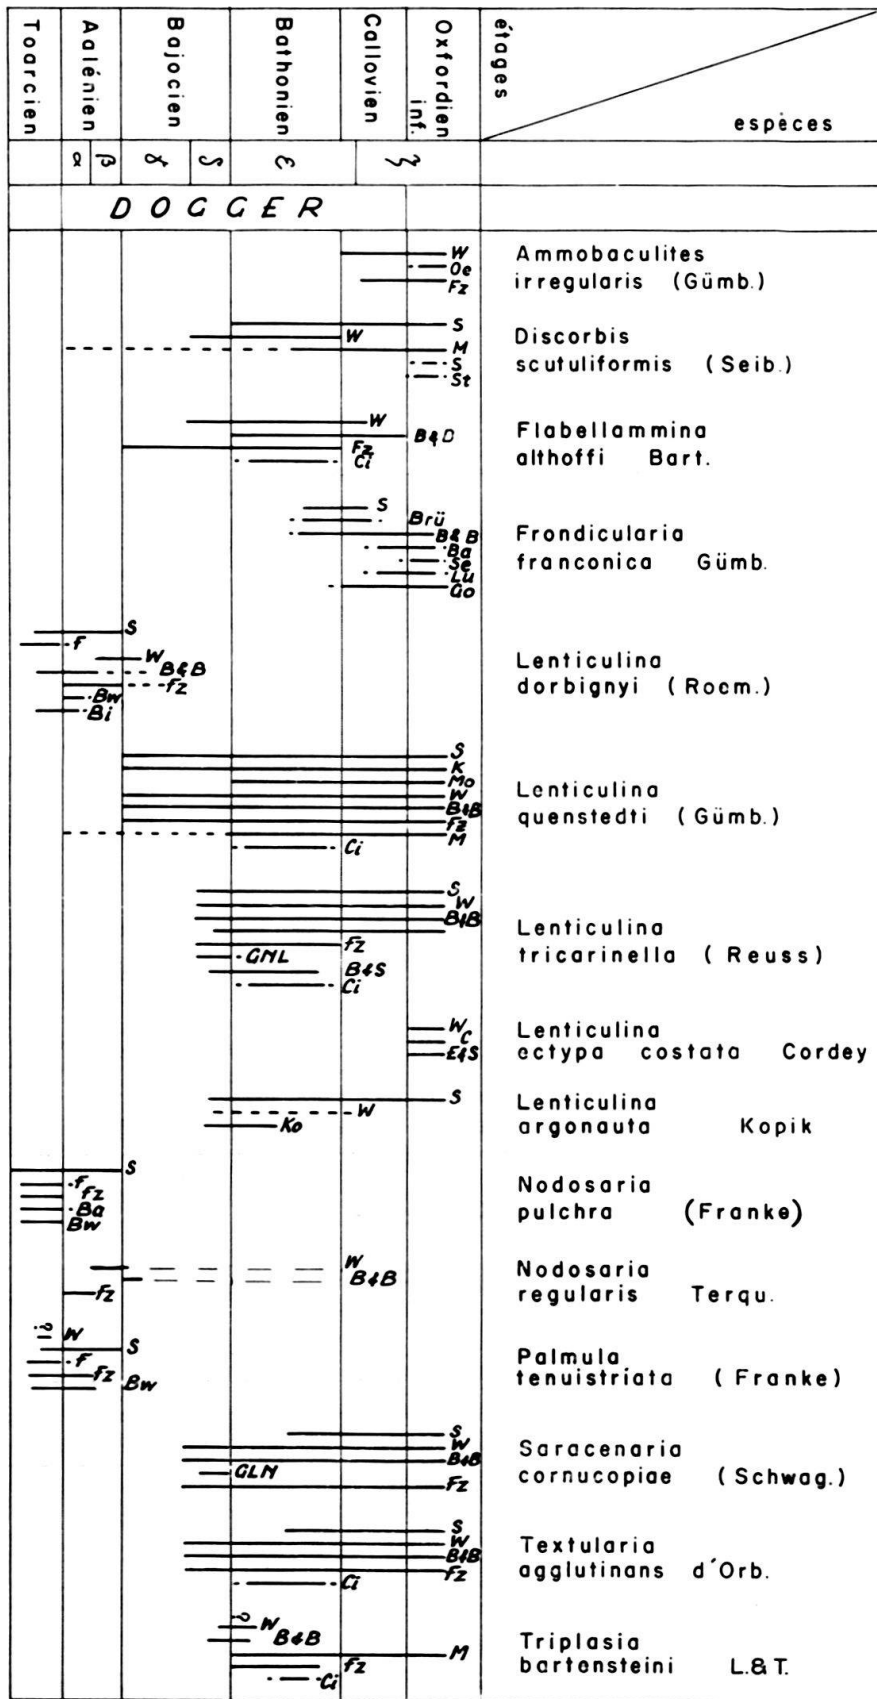 Toarcien
Aalénien
Bajocien
Bathonien
Callovien
Oxfordien
inf.
étages
espèces
α β γ δ ε ζ
DOGGER
W
Oe
Fz
Ammobaculites
irregularis (Gümb.)
S
W
M
S
St
Discorbis
scutuliformis (Seib.)
W
B&D
Fz
Ci
Flabellammina
althoffi Bart.
S
Brü
B&B
Ba
Se
Lu
Go
Frondicularia
franconica Gümb.
S
f
W
B&B
fz
Bw
Bi
Lenticulina
dorbignyi (Roem.)
S
K
Mo
W
B&B
Fz
M
Ci
Lenticulina
quenstedti (Gümb.)
S
W
B&B
fz
GNL
B&S
Ci
Lenticulina
tricarinella (Reuss)
W
C
E&S
Lenticulina
ectypa costata Cordey
S
W
Ko
Lenticulina
argonauta Kopik
S
f
fz
Ba
Bw
Nodosaria
pulchra (Franke)
W
B&B
Fz
Nodosaria
regularis Terqu.
?
W
S
f
fz
Bw
Palmula
tenuistriata (Franke)
S
W
B&B
GLN
Fz
Saracenaria
cornucopiae (Schwag.)
S
W
B&B
Fz
Ci
Textularia
agglutinans d'Orb.
?
W
B&B
M
fz
Ci
Triplasia
bartensteini L.&T.